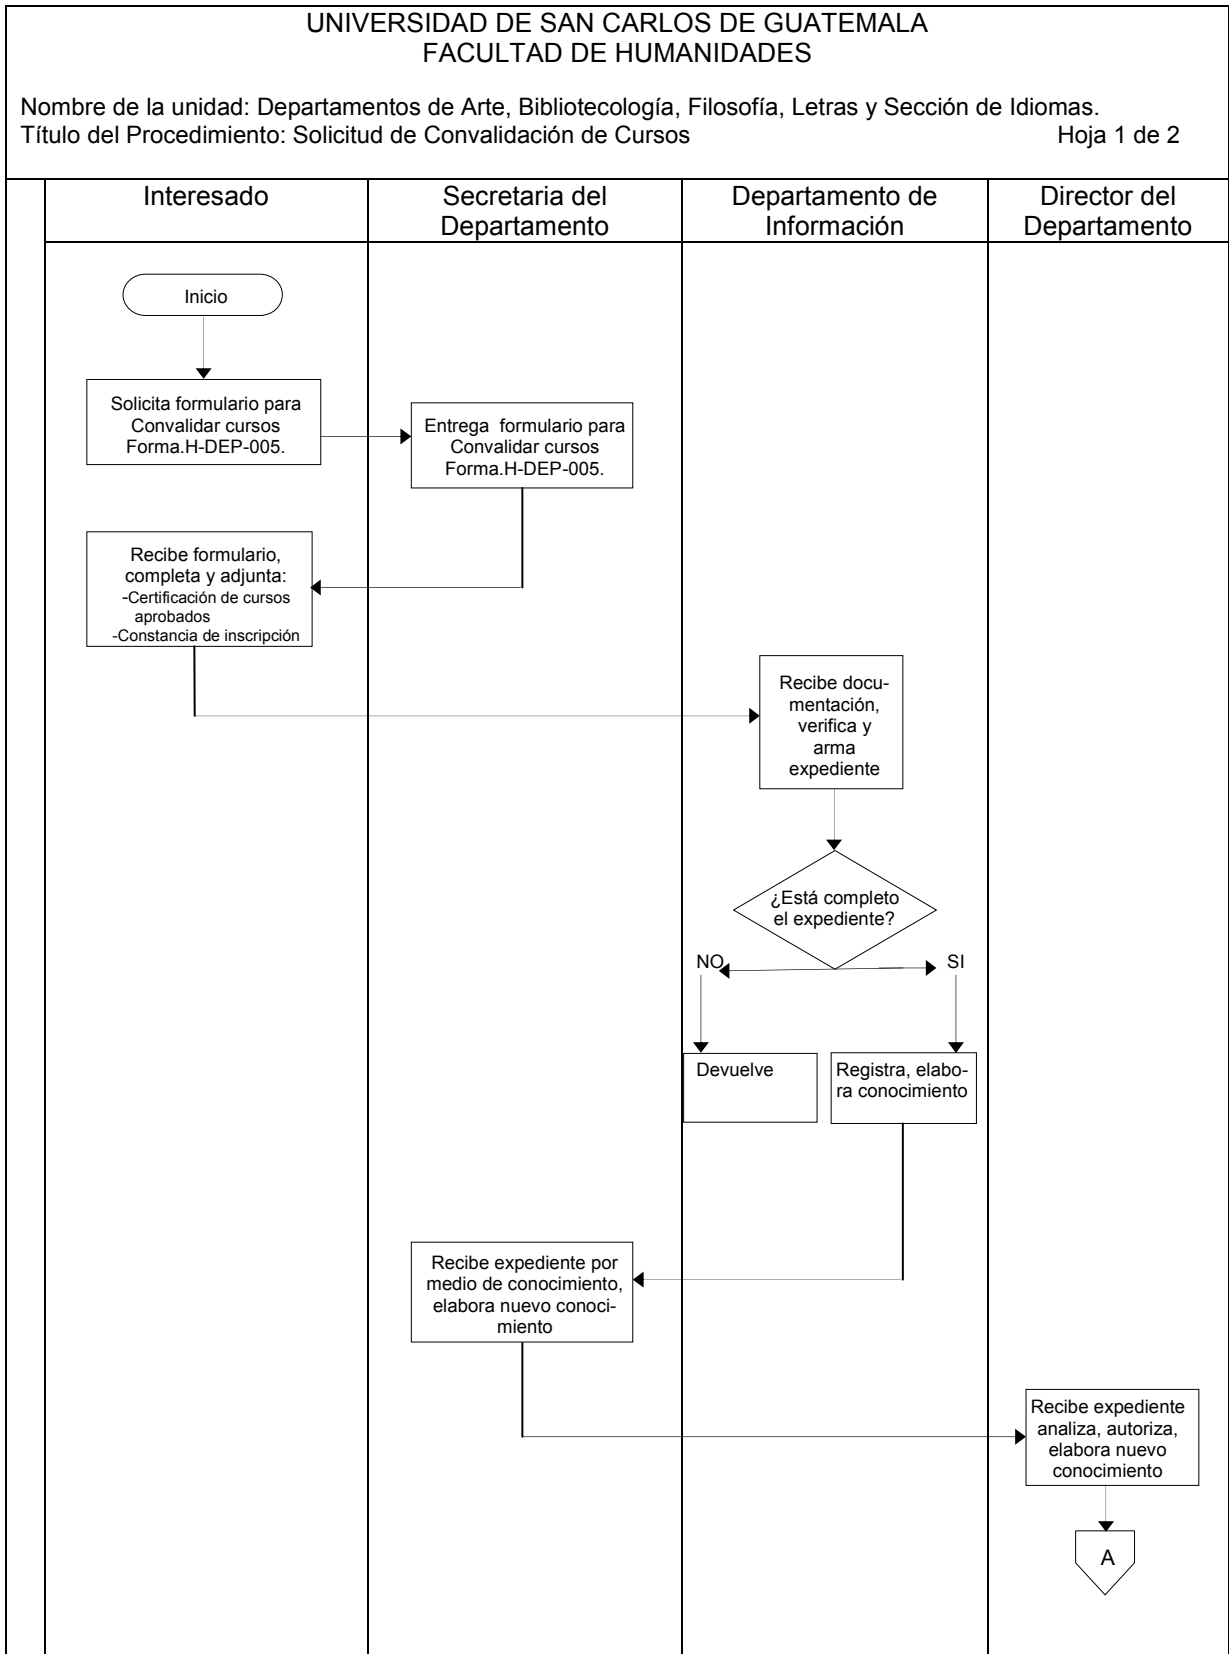 UNIVERSIDAD DE SAN CARLOS DE GUATEMALA
FACULTAD DE HUMANIDADES
Nombre de la unidad: Departamentos de Arte, Bibliotecología, Filosofía, Letras y Sección de Idiomas.
Título del Procedimiento: Solicitud de Convalidación de Cursos Hoja 1 de 2
Interesado
Secretaria del
Departamento
Departamento de
Información
Director del
Departamento
Inicio
Solicita formulario para
Convalidar cursos
Forma.H-DEP-005.
Entrega formulario para
Convalidar cursos
Forma.H-DEP-005.
Recibe formulario,
completa y adjunta:
-Certificación de cursos
aprobados
-Constancia de inscripción
Recibe docu-
mentación,
verifica y
arma
expediente
¿Está completo
el expediente?
NO
SI
Devuelve
Registra, elabo-
ra conocimiento
Recibe expediente por
medio de conocimiento,
elabora nuevo conoci-
miento
Recibe expediente
analiza, autoriza,
elabora nuevo
conocimiento
A